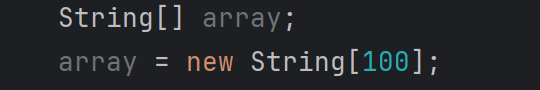 String[] array;
array = new String[100];